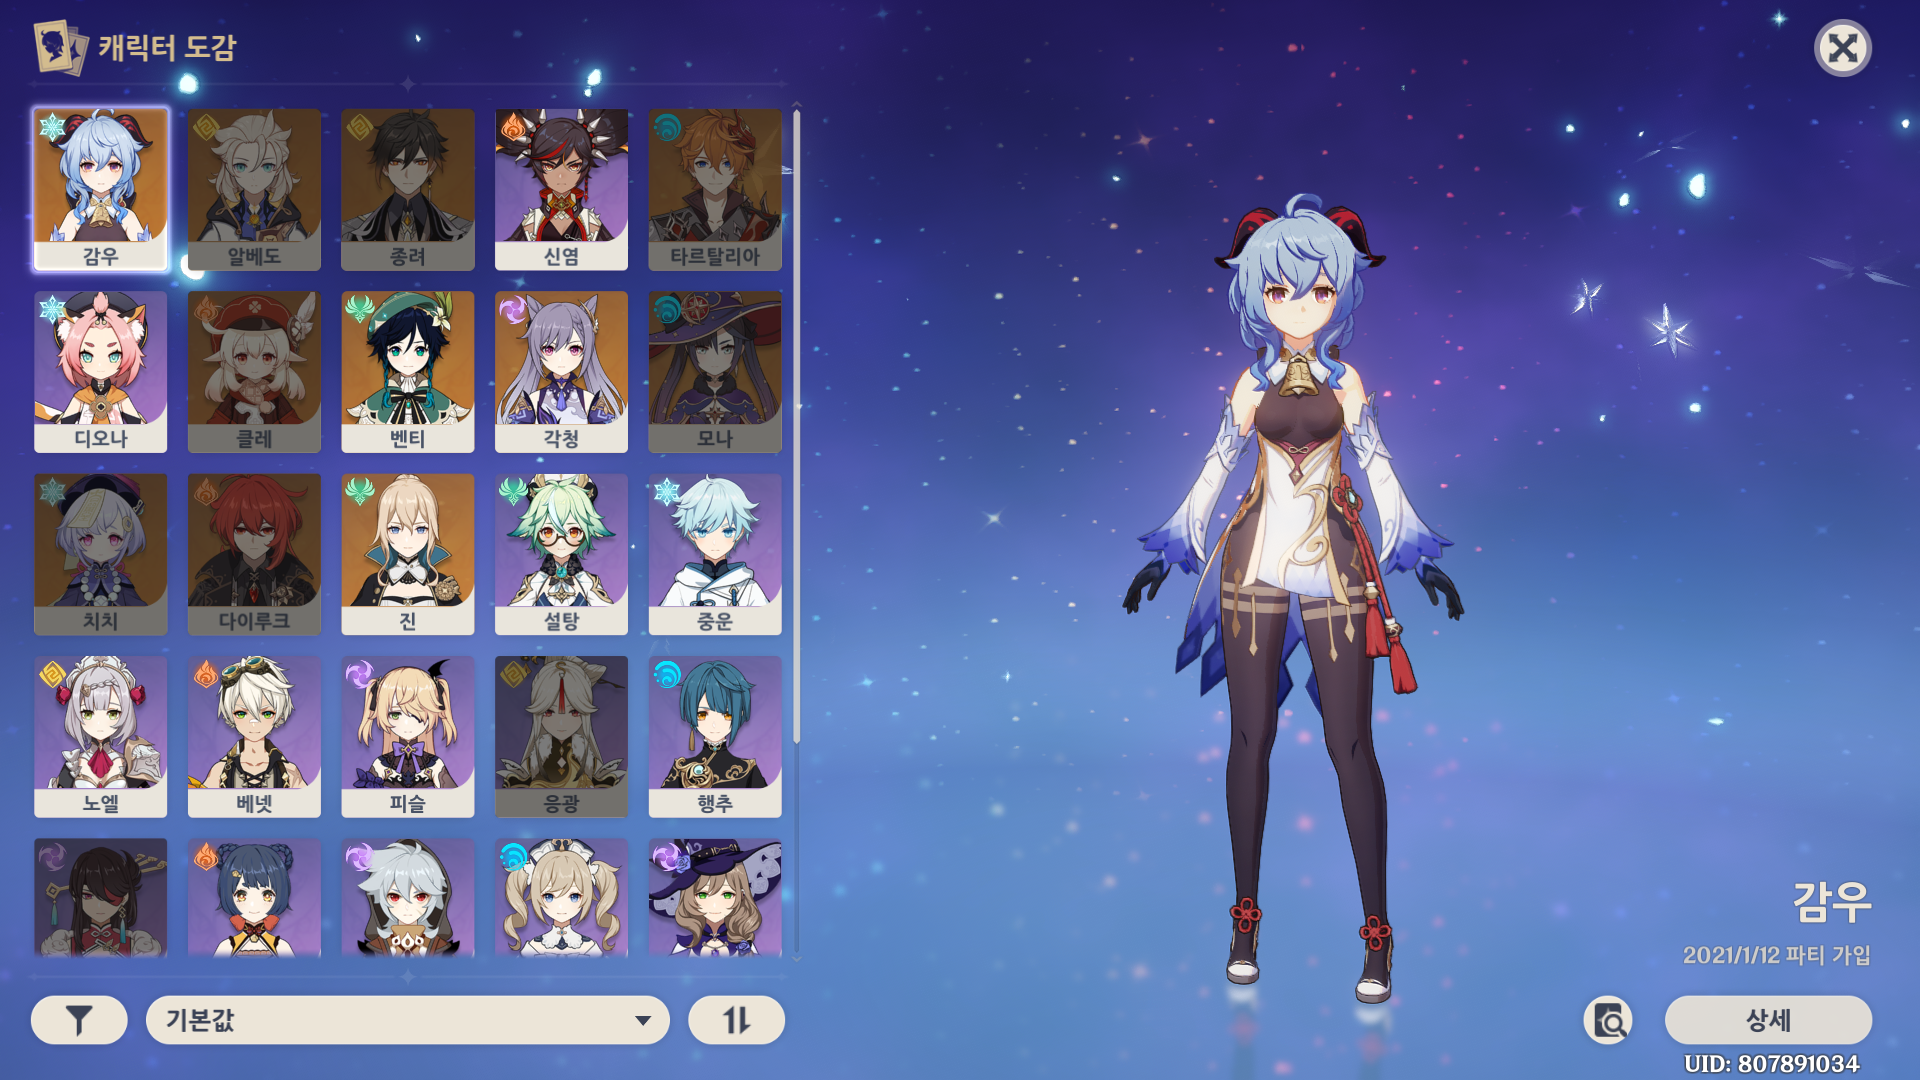 캐릭터 도감
감우
알베도
종려
신염
타르탈리아
디오나
클레
벤티
각청
모나
치치
다이루크
진
설탕
중운
노엘
베넷
피슬
응광
행추
기본값
감우
2021/1/12 파티 가입
상세
UID: 807891034